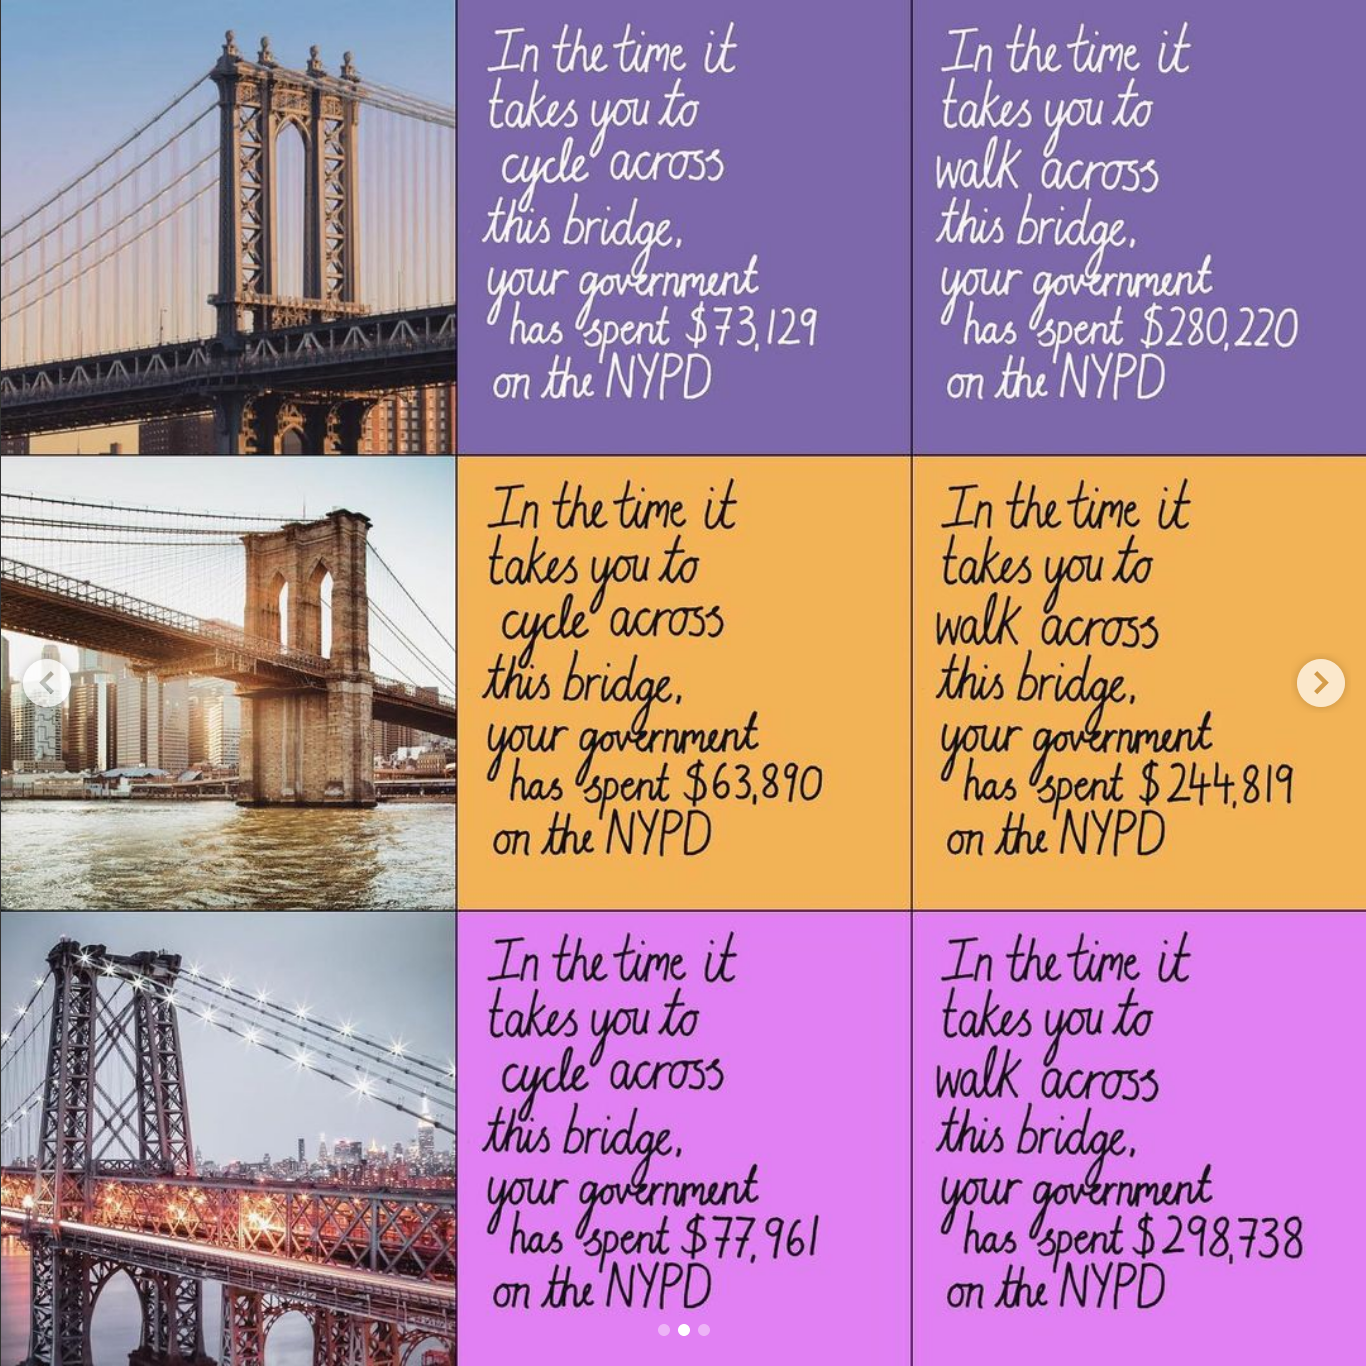 In the time it
takes you to
cycle across
this bridge,
your government
has spent $73,129
on the NYPD
In the time it
takes you to
walk across
this bridge,
your government
has spent $280,220
on the NYPD
In the time it
takes you to
cycle across
this bridge,
your government
has spent $63,890
on the NYPD
In the time it
takes you to
walk across
this bridge,
your government
has spent $244,819
on the NYPD
In the time it
takes you to
cycle across
this bridge,
your government
has spent $77,961
on the NYPD
In the time it
takes you to
walk across
this bridge,
your government
has spent $298,738
on the NYPD